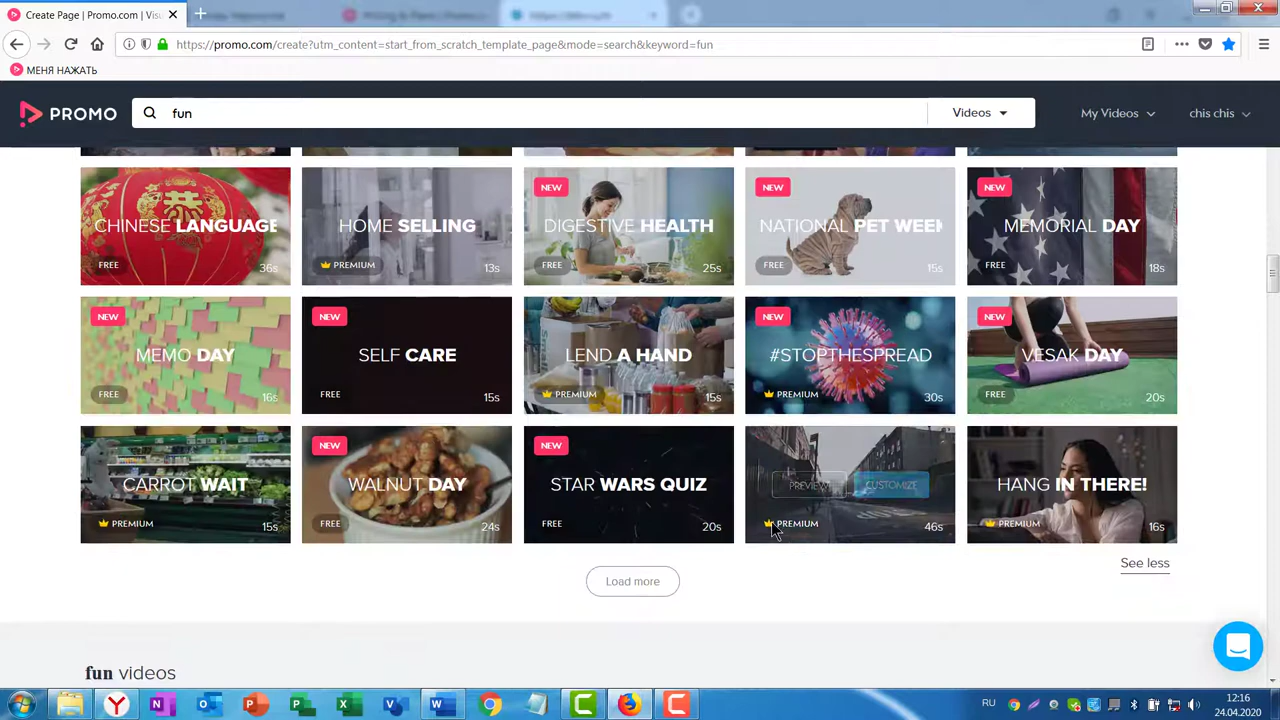 Create Page | Promo.com | Visu
Pricing & Plans | Promo.c
https://promo.com/create?utm_content=start_from_scratch_template_page&mode=search&keyword=fun
МЕНЯ НАЖАТЬ
PROMO
fun
Videos
My Videos
chis chis
CHINESE LANGUAGE
FREE
36s
HOME SELLING
PREMIUM
13s
NEW
DIGESTIVE HEALTH
FREE
25s
NEW
NATIONAL PET WEEK
FREE
15s
NEW
MEMORIAL DAY
FREE
18s
NEW
MEMO DAY
FREE
16s
NEW
SELF CARE
FREE
15s
LEND A HAND
PREMIUM
15s
NEW
#STOPTHESPREAD
PREMIUM
30s
NEW
VESAK DAY
FREE
20s
CARROT WAIT
PREMIUM
15s
NEW
WALNUT DAY
FREE
24s
NEW
STAR WARS QUIZ
FREE
20s
PREVIEW
CUSTOMIZE
PREMIUM
46s
HANG IN THERE!
PREMIUM
16s
See less
Load more
fun videos
RU
12:16
24.04.2020